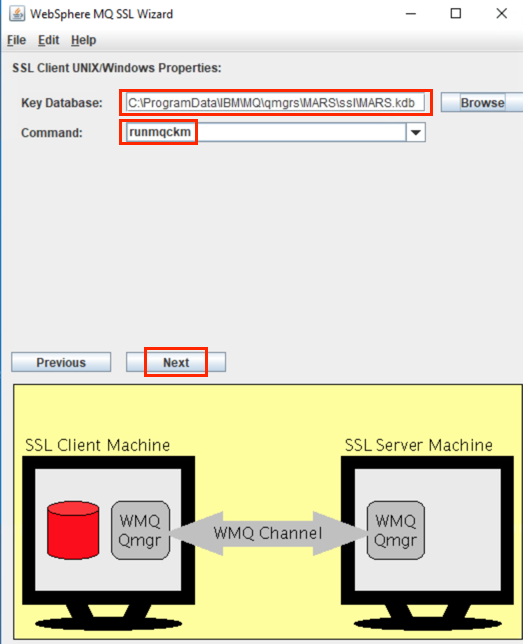 WebSphere MQ SSL Wizard
File Edit Help
SSL Client UNIX/Windows Properties:
Key Database: C:\ProgramData\IBM\MQ\qmgrs\MARS\ssl\MARS.kdb Browse
Command: runmqckm
Previous Next
SSL Client Machine SSL Server Machine
WMQ Qmgr WMQ Channel WMQ Qmgr